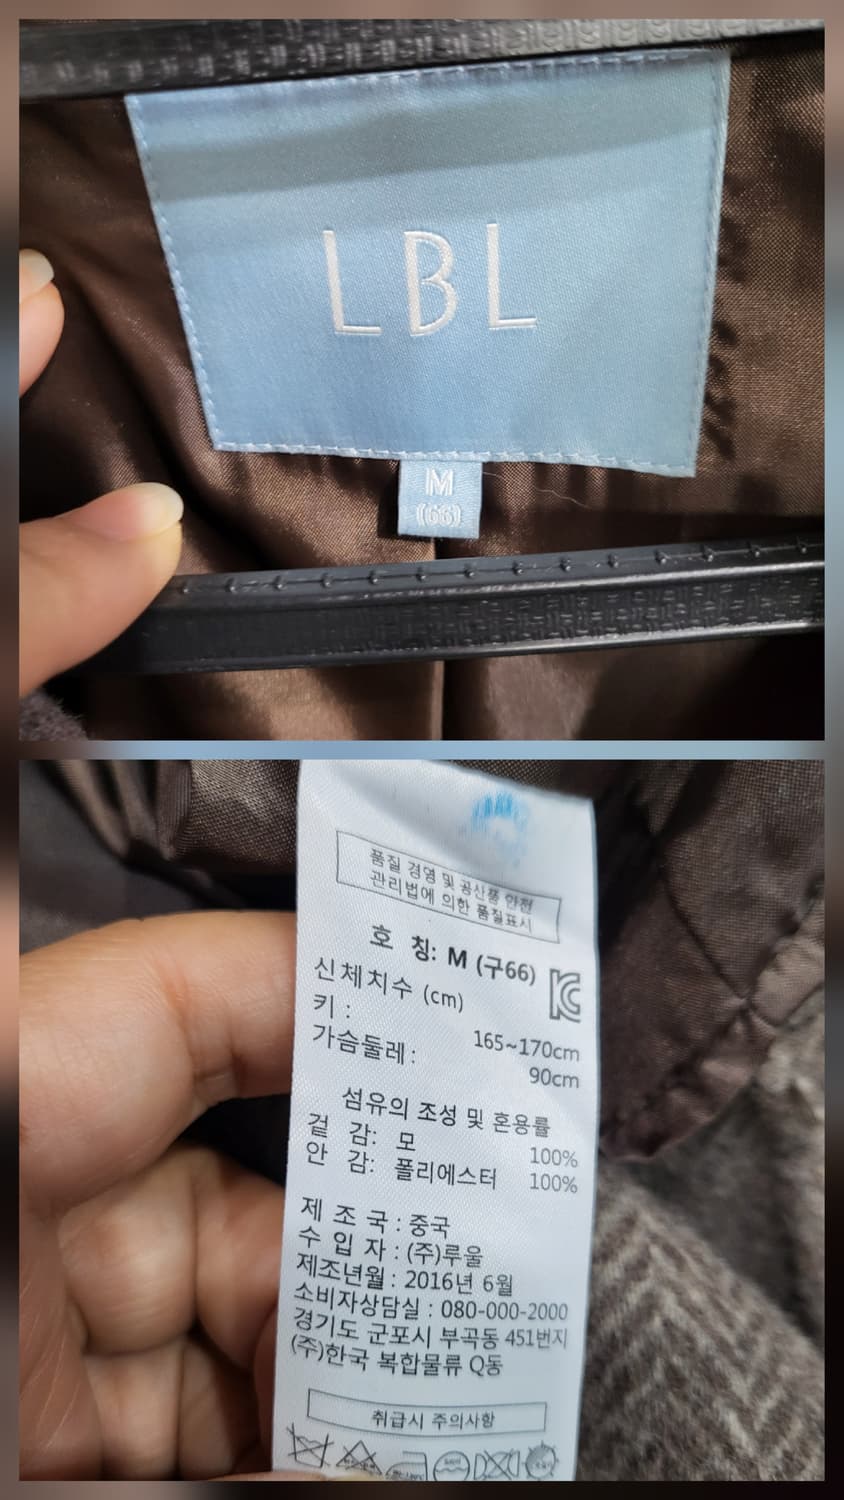 LBL
M
(66)
품질 경영 및 공산품 안전
관리법에 의한 품질표시
호 칭: M (구66)
신체치수 (cm)
키 : 165~170cm
가슴둘레 : 90cm
섬유의 조성 및 혼용률
겉 감: 모 100%
안 감: 폴리에스터 100%
제 조 국 : 중국
수 입 자 : (주)루울
제조년월 : 2016년 6월
소비자상담실 : 080-000-2000
경기도 군포시 부곡동 451번지
(주)한국 복합물류 Q동
취급시 주의사항